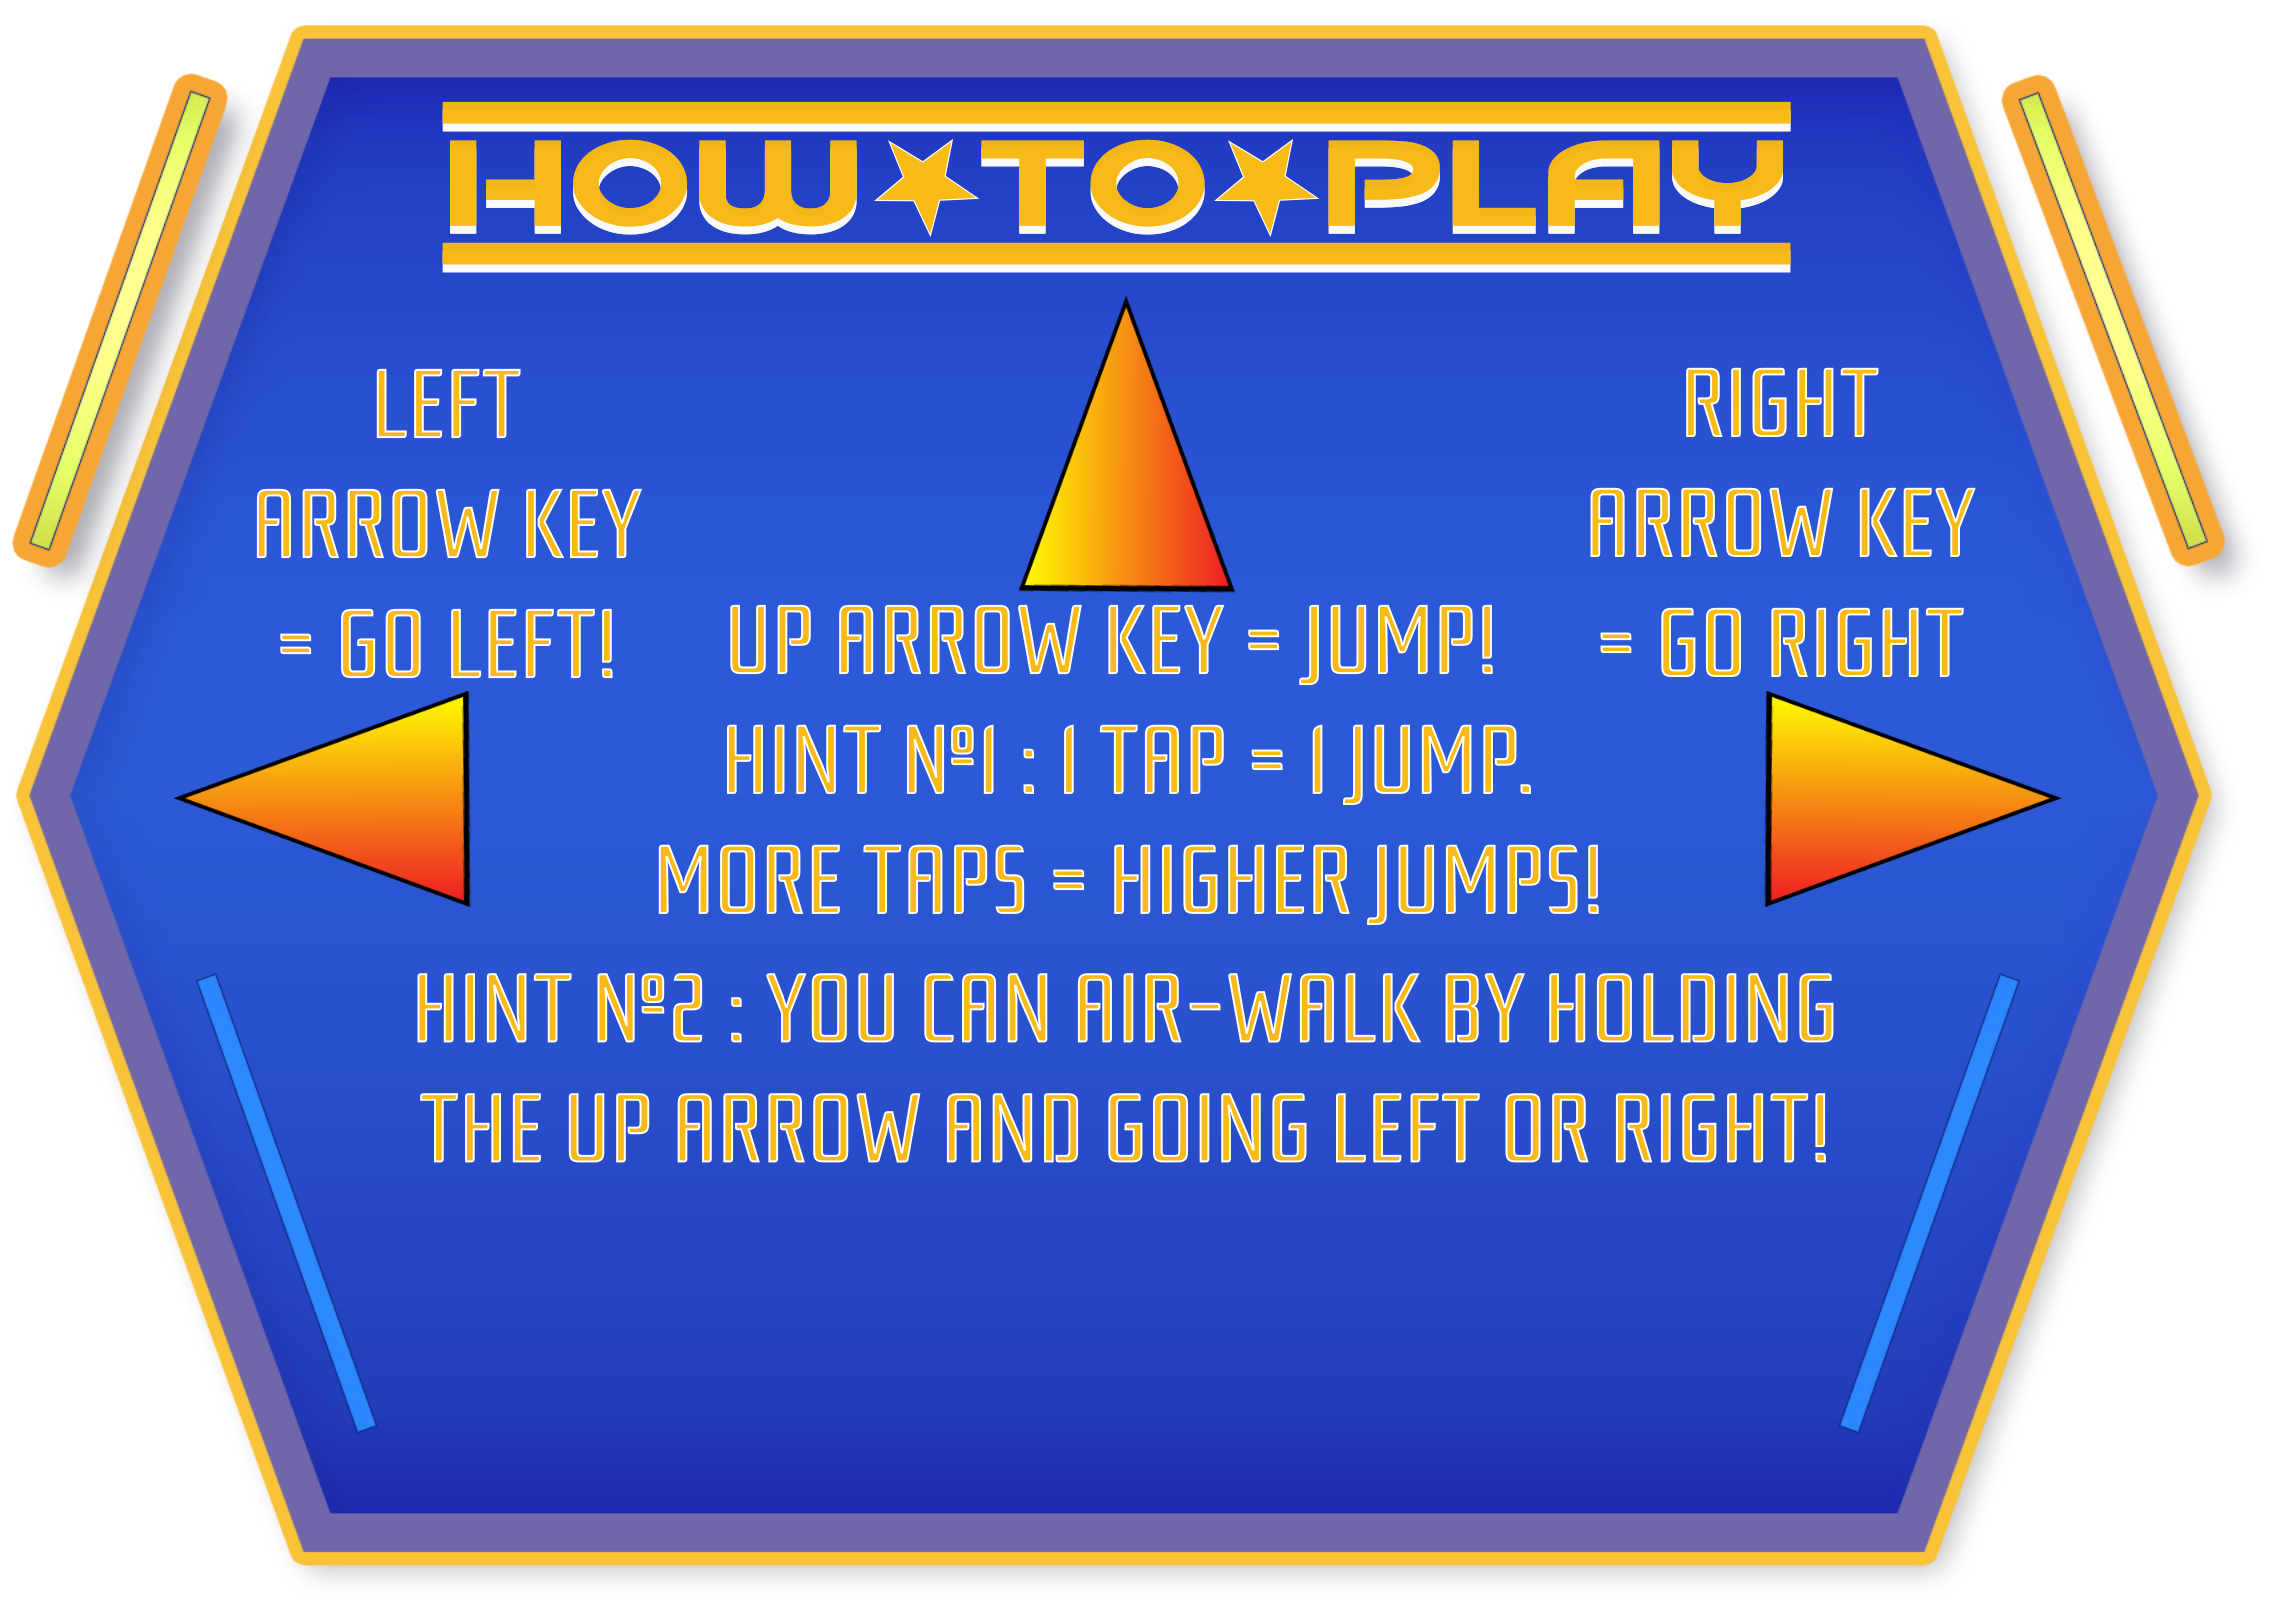 HOW★TO★PLAY
LEFT
ARROW KEY
= GO LEFT!
RIGHT
ARROW KEY
= GO RIGHT
UP ARROW KEY = JUMP!
HINT Nº1 : 1 TAP = 1 JUMP.
MORE TAPS = HIGHER JUMPS!
HINT Nº2 : YOU CAN AIR-WALK BY HOLDING
THE UP ARROW AND GOING LEFT OR RIGHT!